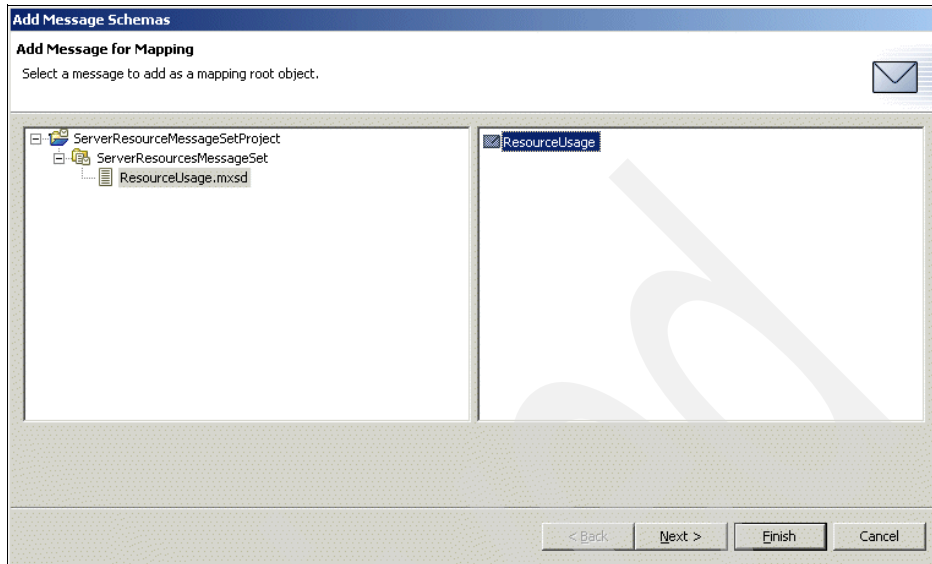 Add Message Schemas
Add Message for Mapping
Select a message to add as a mapping root object.
ServerResourceMessageSetProject
ServerResourcesMessageSet
ResourceUsage.mxsd
ResourceUsage
< Back
Next >
Finish
Cancel